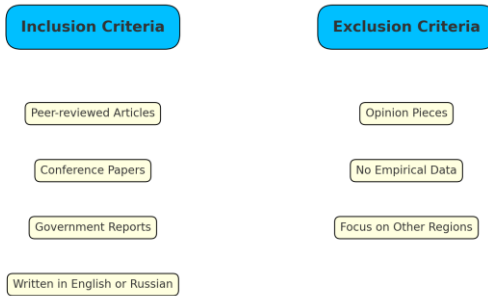 Inclusion Criteria
Exclusion Criteria
Peer-reviewed Articles
Opinion Pieces
Conference Papers
No Empirical Data
Government Reports
Focus on Other Regions
Written in English or Russian